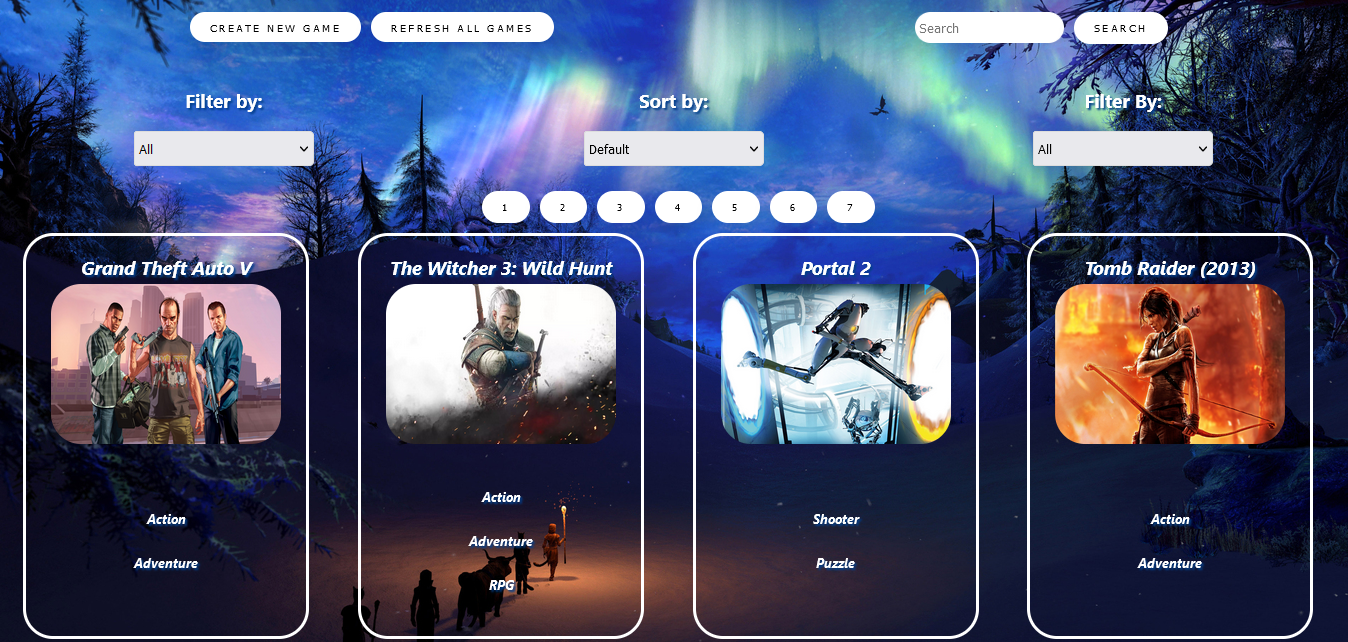 CREATE NEW GAME
REFRESH ALL GAMES
Search
SEARCH
Filter by:
Sort by:
Filter By:
All
Default
All
1
2
3
4
5
6
7
Grand Theft Auto V
The Witcher 3: Wild Hunt
Portal 2
Tomb Raider (2013)
Action
Adventure
Action
Adventure
RPG
Shooter
Puzzle
Action
Adventure